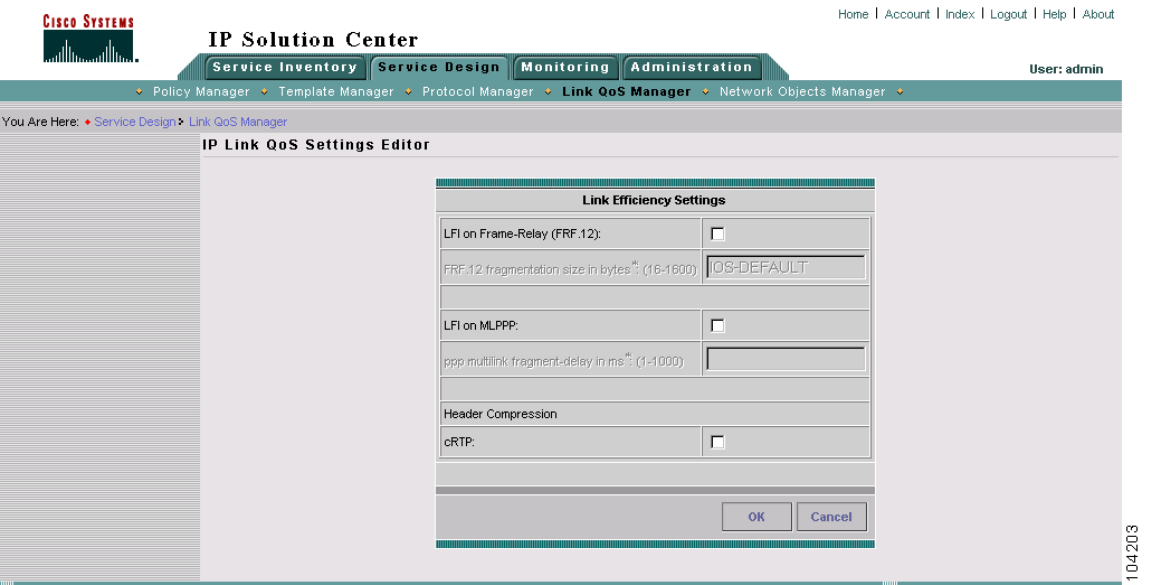 Home | Account | Index | Logout | Help | About
CISCO SYSTEMS
IP Solution Center
Service Inventory Service Design Monitoring Administration
User: admin
Policy Manager Template Manager Protocol Manager Link QoS Manager Network Objects Manager
You Are Here: Service Design Link QoS Manager
IP Link QoS Settings Editor
Link Efficiency Settings
LFI on Frame-Relay (FRF.12):
FRF.12 fragmentation size in bytes*: (16-1600) IOS-DEFAULT
LFI on MLPPP:
ppp multilink fragment-delay in ms*: (1-1000)
Header Compression
cRTP:
OK Cancel
104203